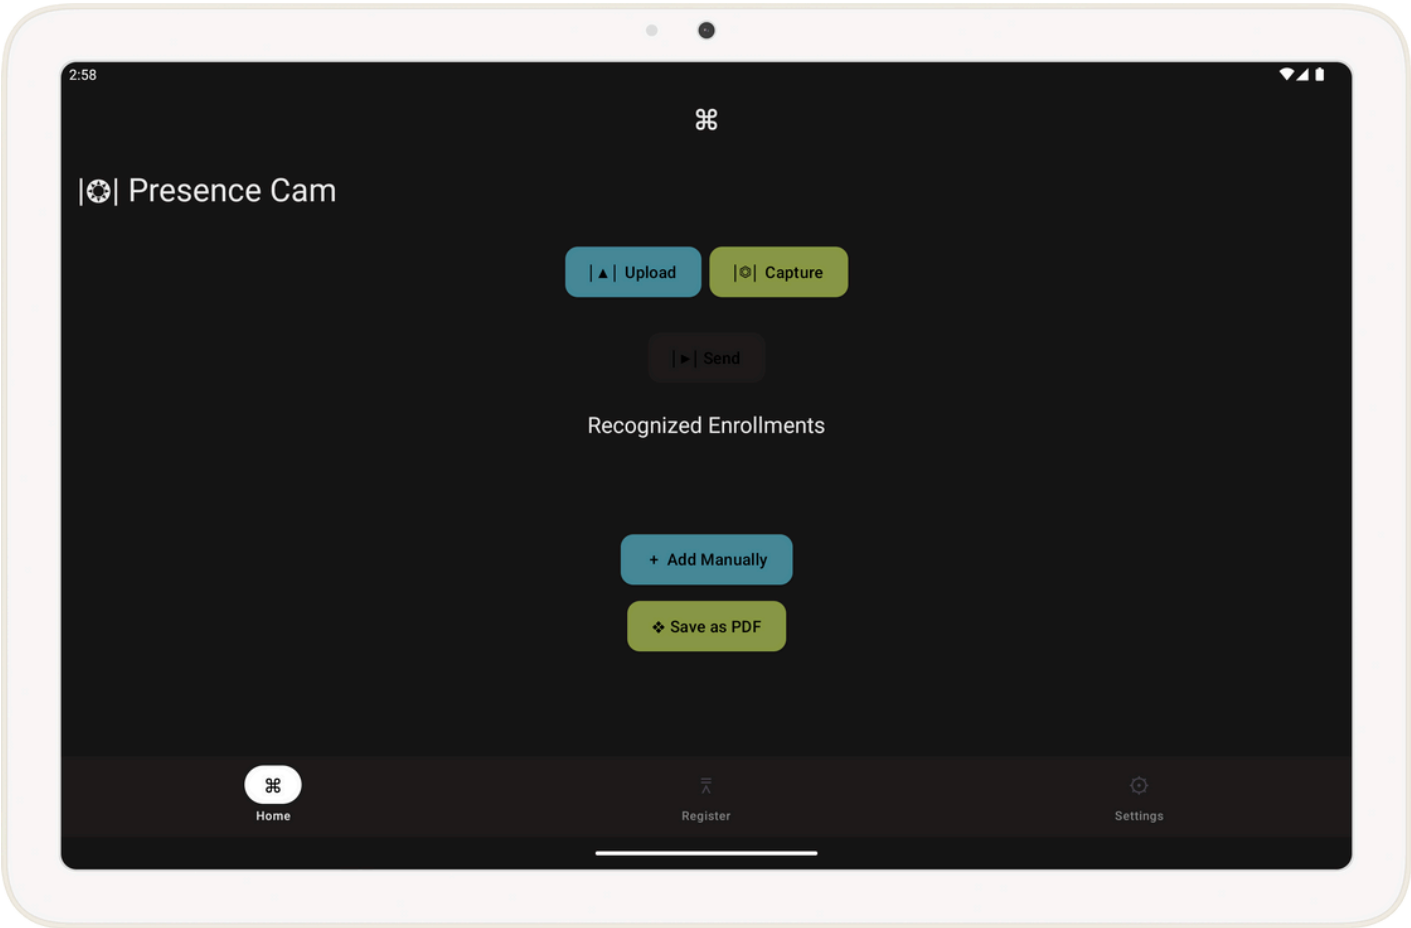 2:58
⌘
|❂| Presence Cam
|▲| Upload
|⏣| Capture
|►| Send
Recognized Enrollments
+ Add Manually
❖ Save as PDF
⌘
Home
Register
Settings